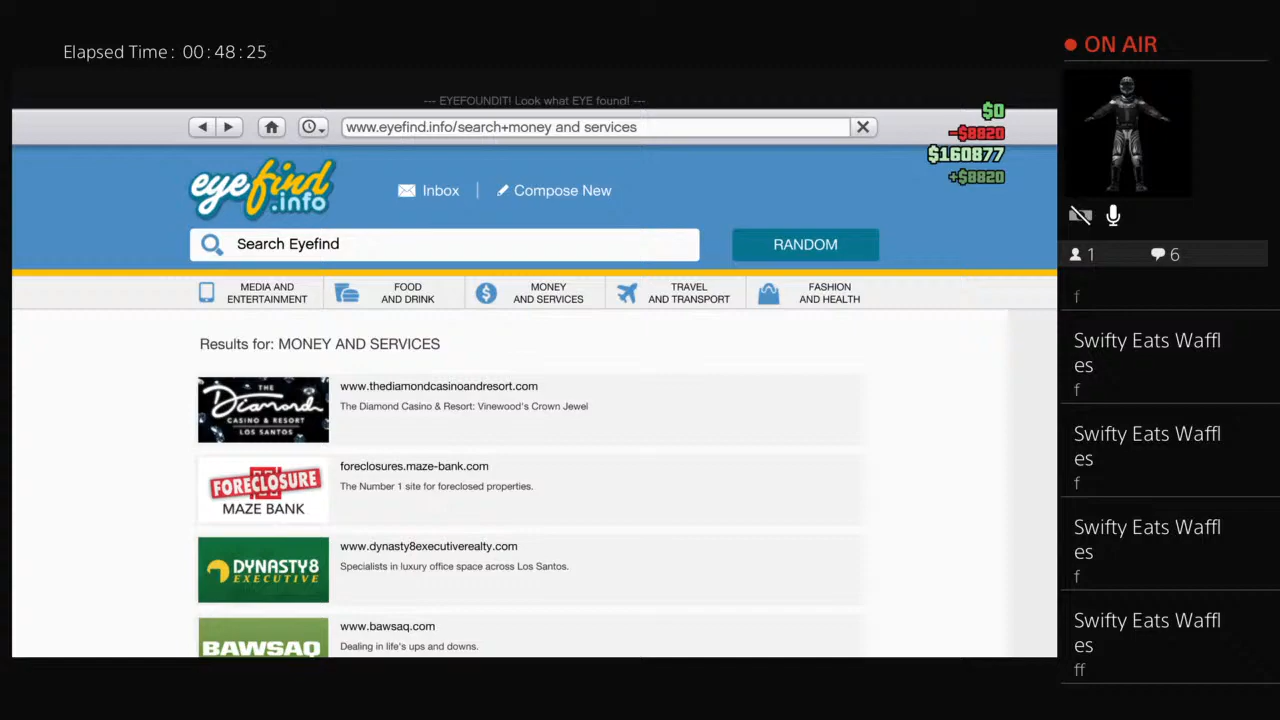 Elapsed Time: 00:48:25
ON AIR
--- EYEFOUNDIT! Look what EYE found! ---
www.eyefind.info/search+money and services
$0
-$8820
$160877
+$8820
eyefind
.info
Inbox
Compose New
Search Eyefind
RANDOM
MEDIA AND
ENTERTAINMENT
FOOD
AND DRINK
MONEY
AND SERVICES
TRAVEL
AND TRANSPORT
FASHION
AND HEALTH
Results for: MONEY AND SERVICES
THE
Diamond
CASINO & RESORT
LOS SANTOS
www.thediamondcasinoandresort.com
The Diamond Casino & Resort: Vinewood's Crown Jewel
FORECLOSURE
MAZE BANK
foreclosures.maze-bank.com
The Number 1 site for foreclosed properties.
DYNASTY8
EXECUTIVE
www.dynasty8executiverealty.com
Specialists in luxury office space across Los Santos.
BAWSAQ
www.bawsaq.com
Dealing in life's ups and downs.
1
6
f
Swifty Eats Waffl
es
f
Swifty Eats Waffl
es
f
Swifty Eats Waffl
es
f
Swifty Eats Waffl
es
ff